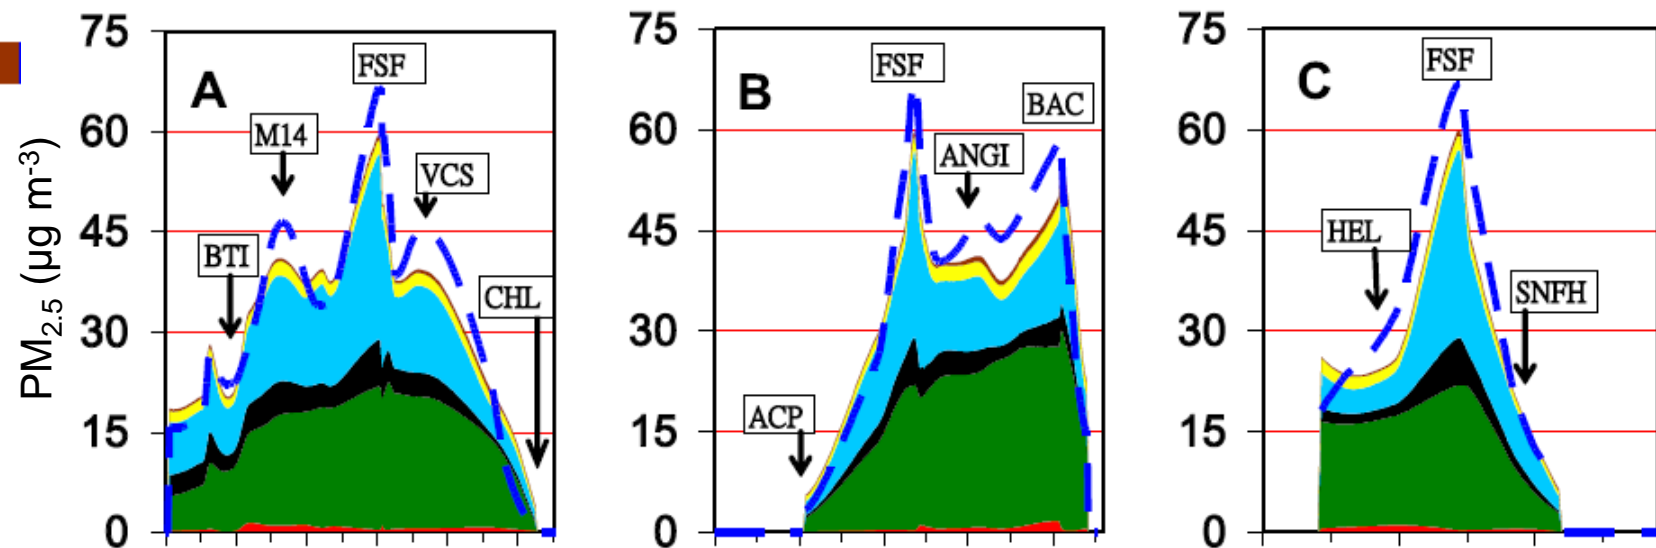 PM2.5 (µg m-3)
75
60
45
30
15
0
A
BTI
M14
FSF
VCS
CHL
75
60
45
30
15
0
B
ACP
FSF
ANGI
BAC
75
60
45
30
15
0
C
HEL
FSF
SNFH